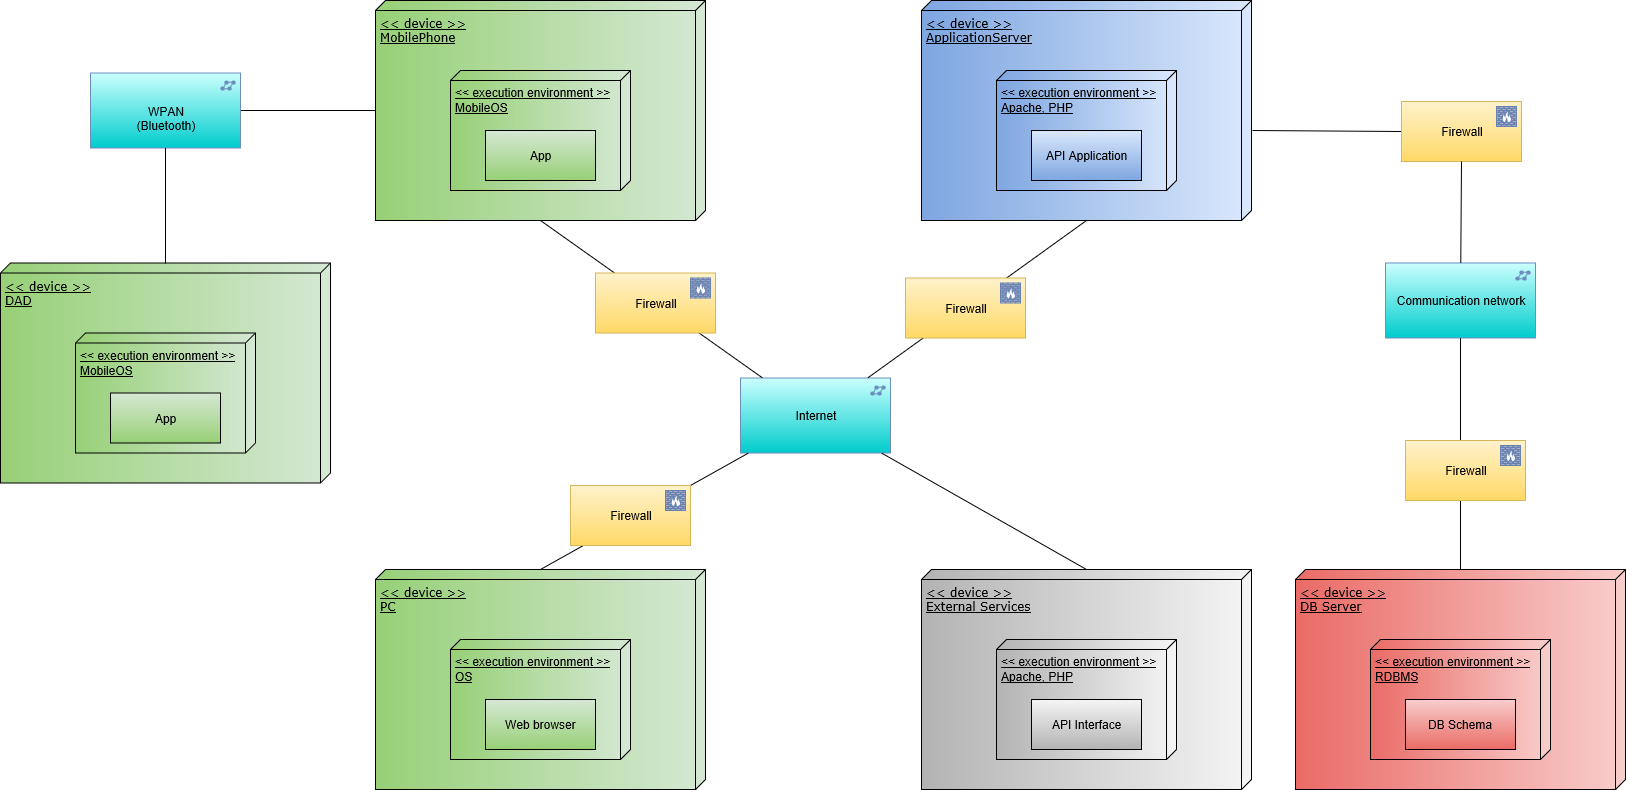 << device >>
MobilePhone
<< execution environment >>
MobileOS
App
<< device >>
ApplicationServer
<< execution environment >>
Apache, PHP
API Application
WPAN
(Bluetooth)
Firewall
<< device >>
DAD
<< execution environment >>
MobileOS
App
Firewall
Firewall
Communication network
Internet
Firewall
Firewall
<< device >>
PC
<< execution environment >>
OS
Web browser
<< device >>
External Services
<< execution environment >>
Apache, PHP
API Interface
<< device >>
DB Server
<< execution environment >>
RDBMS
DB Schema